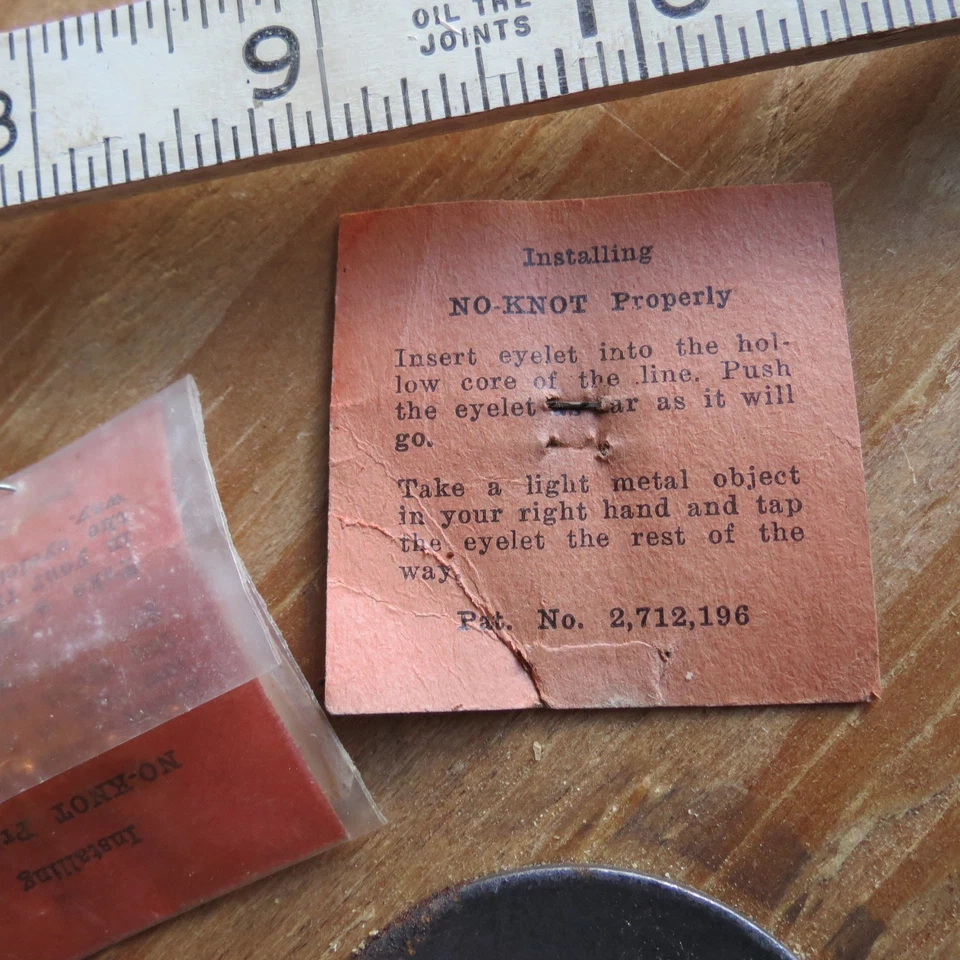 OIL THE
JOINTS
9
Installing
NO-KNOT Properly
Insert eyelet into the hol-
low core of the line. Push
the eyelet as far as it will
go.
Take a light metal object
in your right hand and tap
the eyelet the rest of the
way.
Pat. No. 2,712,196
Installing
NO-KNOT